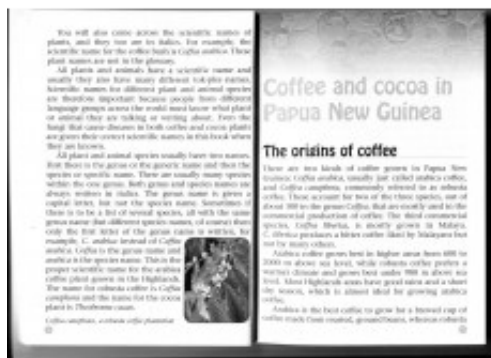 You will also come across the scientific names of
plants, and they too are in italics. For example, the
scientific name for the coffee bush is Coffea arabica. These
plant names are not in the glossary.
All plants and animals have a scientific name and
usually they also have many different tok-ples names.
Scientific names for different plant and animal species
are therefore important because people from different
language groups across the world must know what plant
or animal they are talking or writing about. Even the
fungi that cause diseases in both coffee and cocoa plants
are given their correct scientific names in this book when
they are known.
All plant and animal species usually have two names.
First there is the genus or the generic name and then the
species or specific name. There are usually many species
within the one genus. Both genus and species names are
always written in italics. The genus name is given a
capital letter, but not the species name. Sometimes if
there is to be a list of several species, all with the same
genus name (but different species names, of course) then
only the first letter of the genus name is written, for
example, C. arabica instead of Coffea
arabica. Coffea is the genus name and
arabica is the species name. This is the
proper scientific name for the arabica
coffee plant grown in the Highlands.
The name for robusta coffee is Coffea
canephora and the name for the cocoa
plant is Theobroma cacao.
Coffea canephora, a robusta coffee plantation
Coffee and cocoa in
Papua New Guinea
The origins of coffee
There are two kinds of coffee grown in Papua New
Guinea: Coffea arabica, usually just called arabica coffee,
and Coffea canephora, commonly referred to as robusta
coffee. These account for two of the three species, out of
about 100 in the genus Coffea, that are mostly used in the
commercial production of coffee. The third commercial
species, Coffea liberica, is mostly grown in Malaya.
C. liberica produces a bitter coffee liked by Malayans but
not by many others.
Arabica coffee grows best in higher areas from 600 to
2000 m above sea level, while robusta coffee prefers a
warmer climate and grows best under 900 m above sea
level. Most Highlands areas have good rains and a short
dry season, which is almost ideal for growing arabica
coffee.
Arabica is the best coffee to grow for a brewed cup of
coffee made from roasted, ground beans, whereas robusta